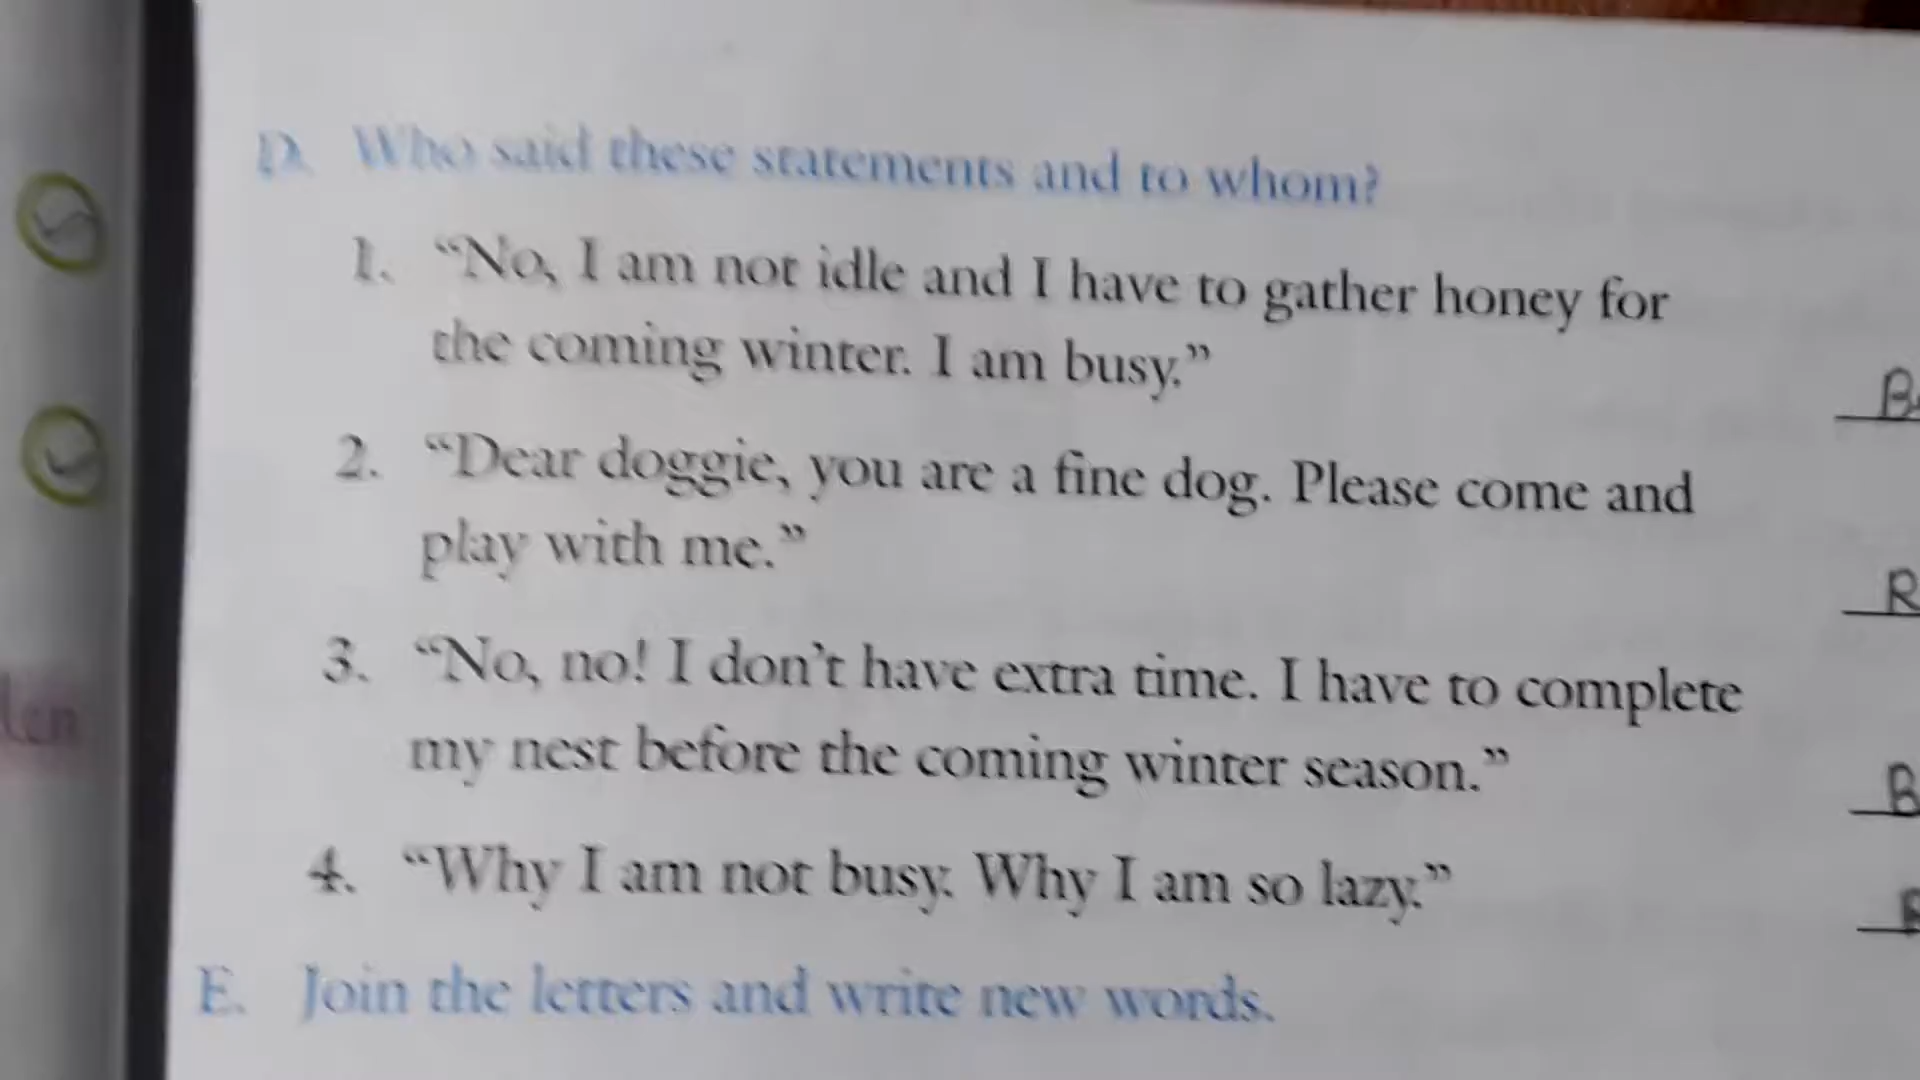 D. Who said these statements and to whom?
1. “No, I am not idle and I have to gather honey for
the coming winter. I am busy.”
2. “Dear doggie, you are a fine dog. Please come and
play with me.”
3. “No, no! I don’t have extra time. I have to complete
my nest before the coming winter season.”
4. “Why I am not busy. Why I am so lazy.”
E. Join the letters and write new words.